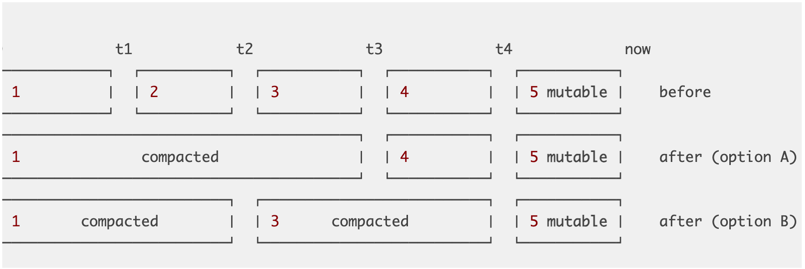 t1 t2 t3 t4 now
1 2 3 4 5 mutable before
1 compacted 4 5 mutable after (option A)
1 compacted 3 compacted 5 mutable after (option B)